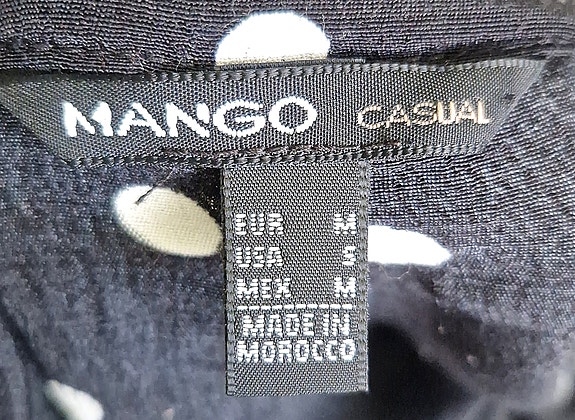 MANGO CASUAL
EUR M
USA S
MEX M
MADE IN
MOROCCO